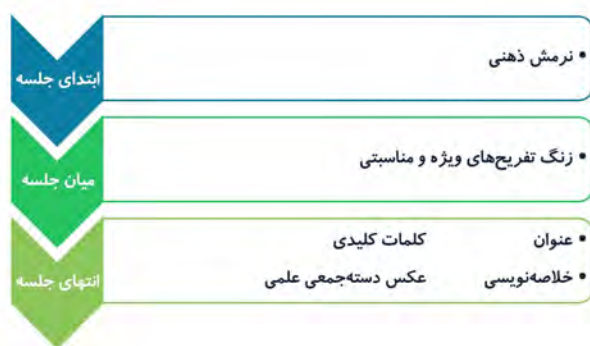 ابتدای جلسه
• نرمش ذهنی
میان جلسه
• زنگ تفریح‌های ویژه و مناسبتی
انتهای جلسه
• عنوان کلمات کلیدی
• خلاصه‌نویسی عکس دسته‌جمعی علمی